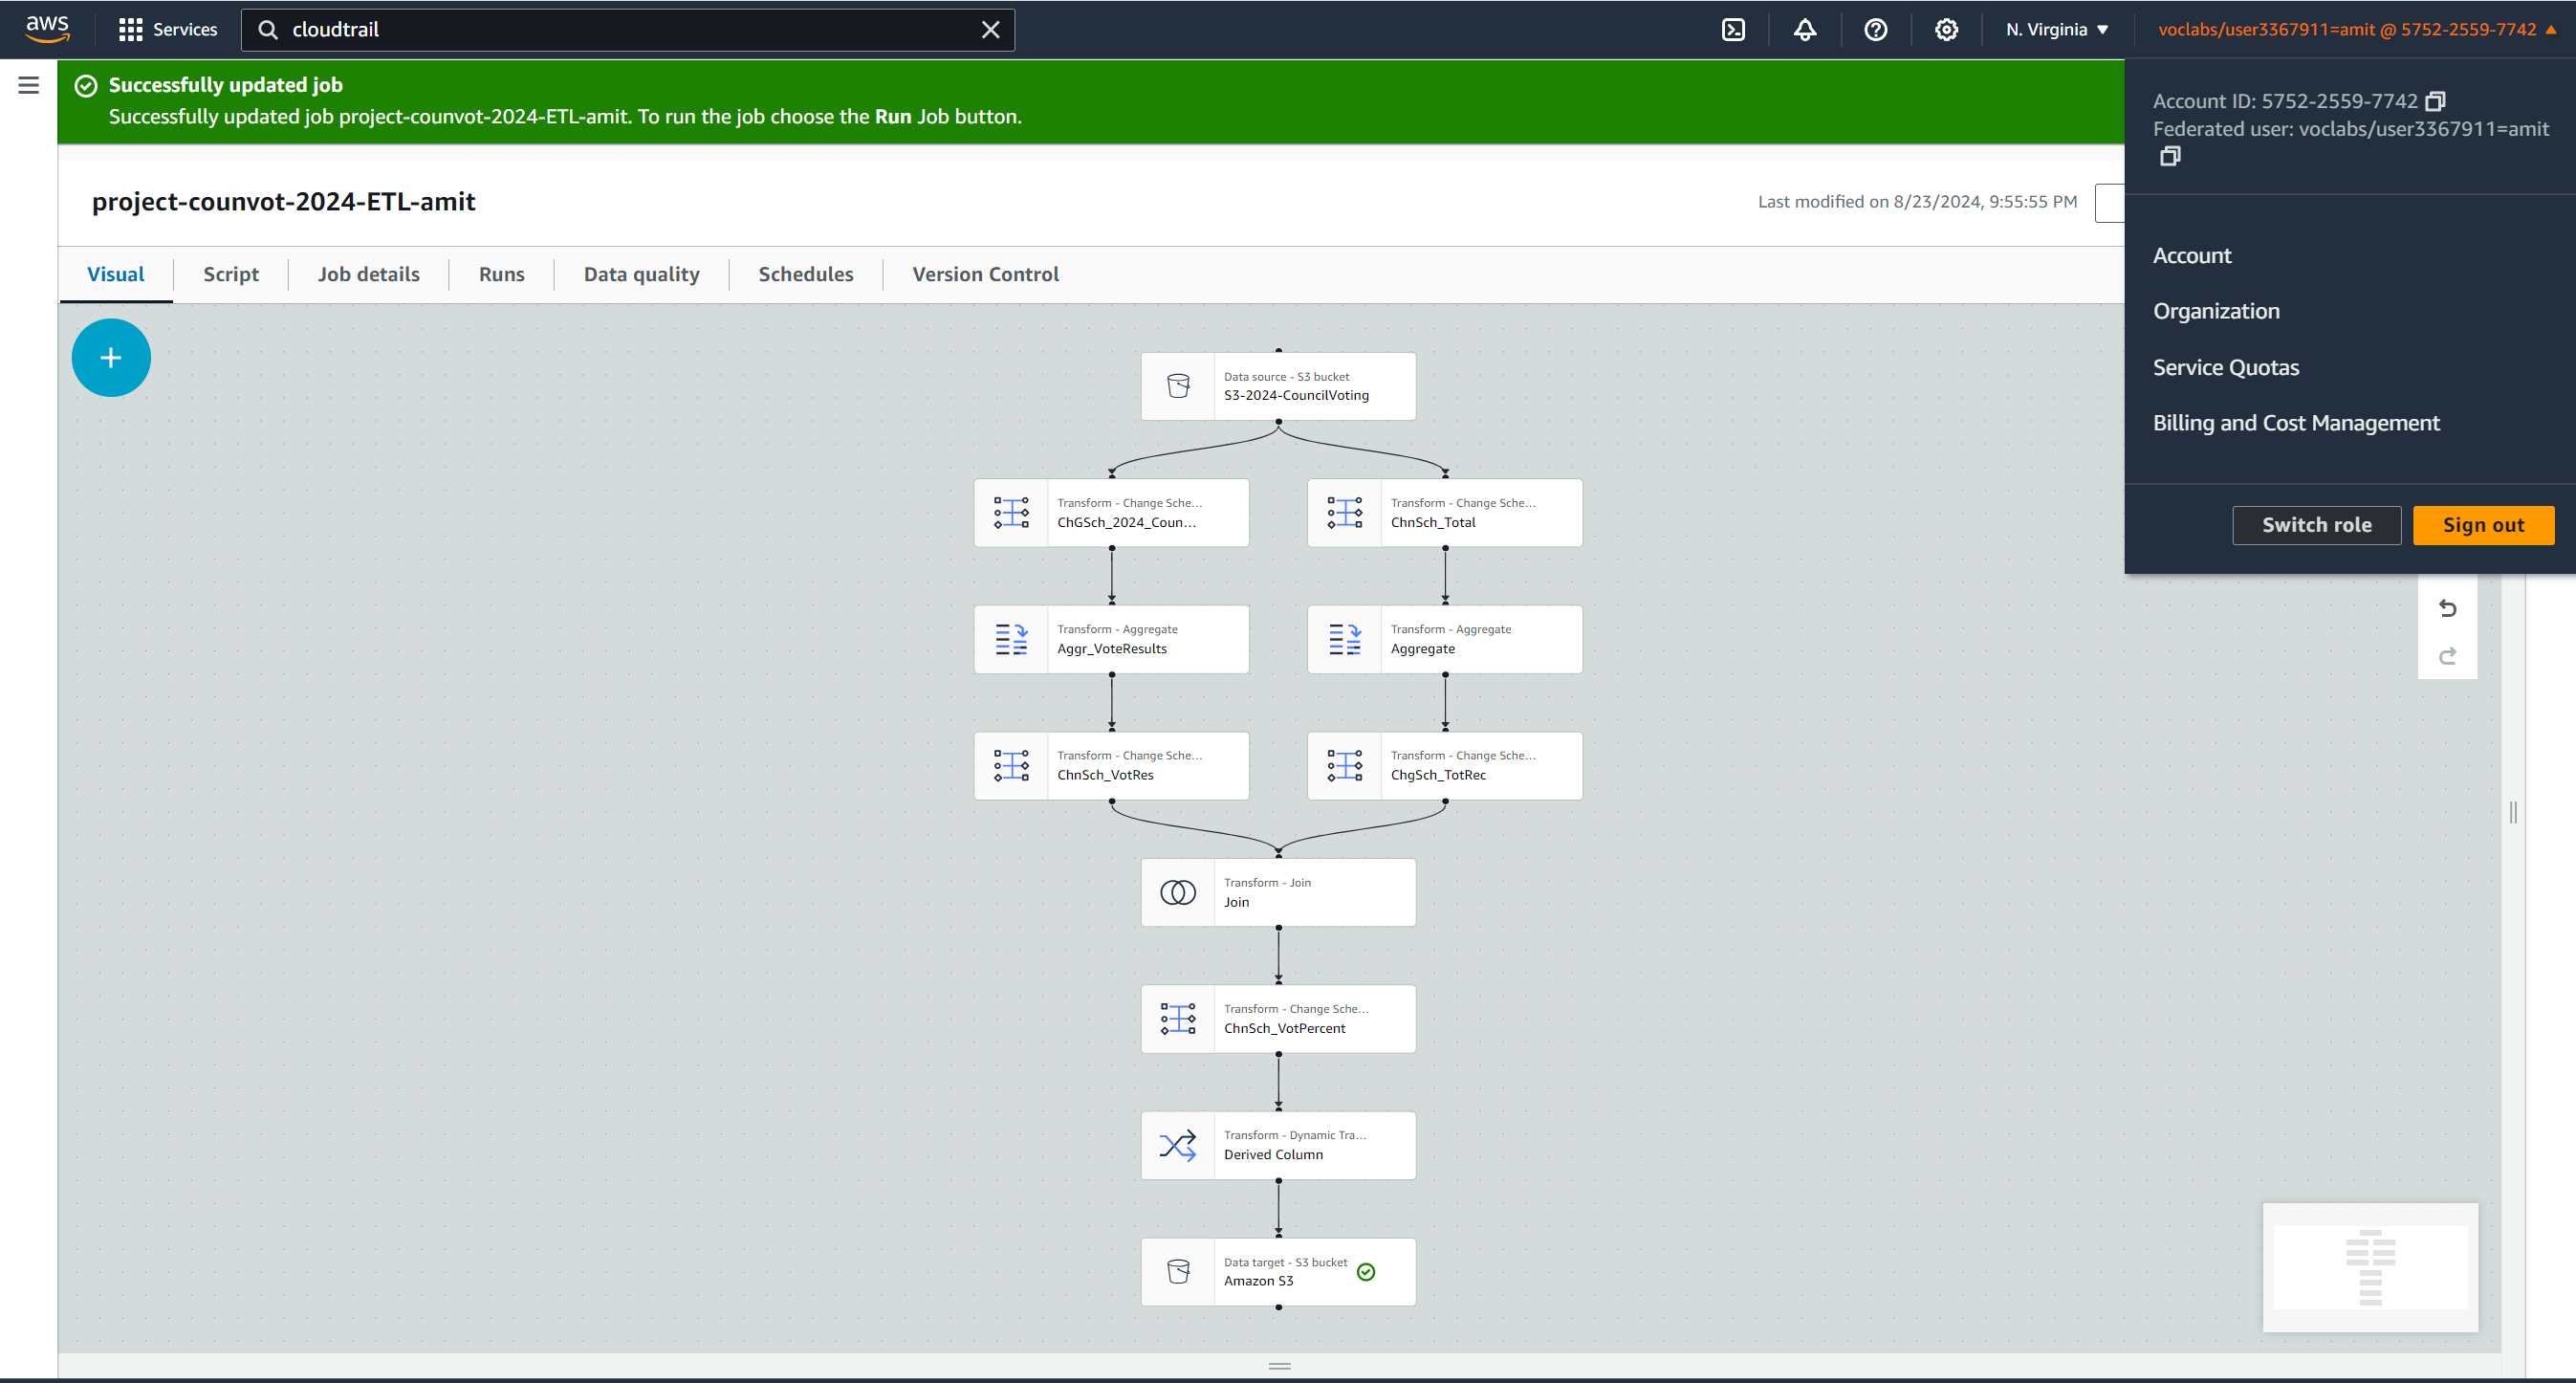 aws
Services
cloudtrail
N. Virginia
voclabs/user3367911=amit @ 5752-2559-7742
Successfully updated job
Successfully updated job project-counvot-2024-ETL-amit. To run the job choose the Run Job button.
Account ID: 5752-2559-7742
Federated user: voclabs/user3367911=amit
project-counvot-2024-ETL-amit
Last modified on 8/23/2024, 9:55:55 PM
Account
Organization
Service Quotas
Billing and Cost Management
Switch role
Sign out
Visual
Script
Job details
Runs
Data quality
Schedules
Version Control
Data source - S3 bucket
S3-2024-CouncilVoting
Transform - Change Sche...
ChGSch_2024_Coun...
Transform - Change Sche...
ChnSch_Total
Transform - Aggregate
Aggr_VoteResults
Transform - Aggregate
Aggregate
Transform - Change Sche...
ChnSch_VotRes
Transform - Change Sche...
ChgSch_TotRec
Transform - Join
Join
Transform - Change Sche...
ChnSch_VotPercent
Transform - Dynamic Tra...
Derived Column
Data target - S3 bucket
Amazon S3